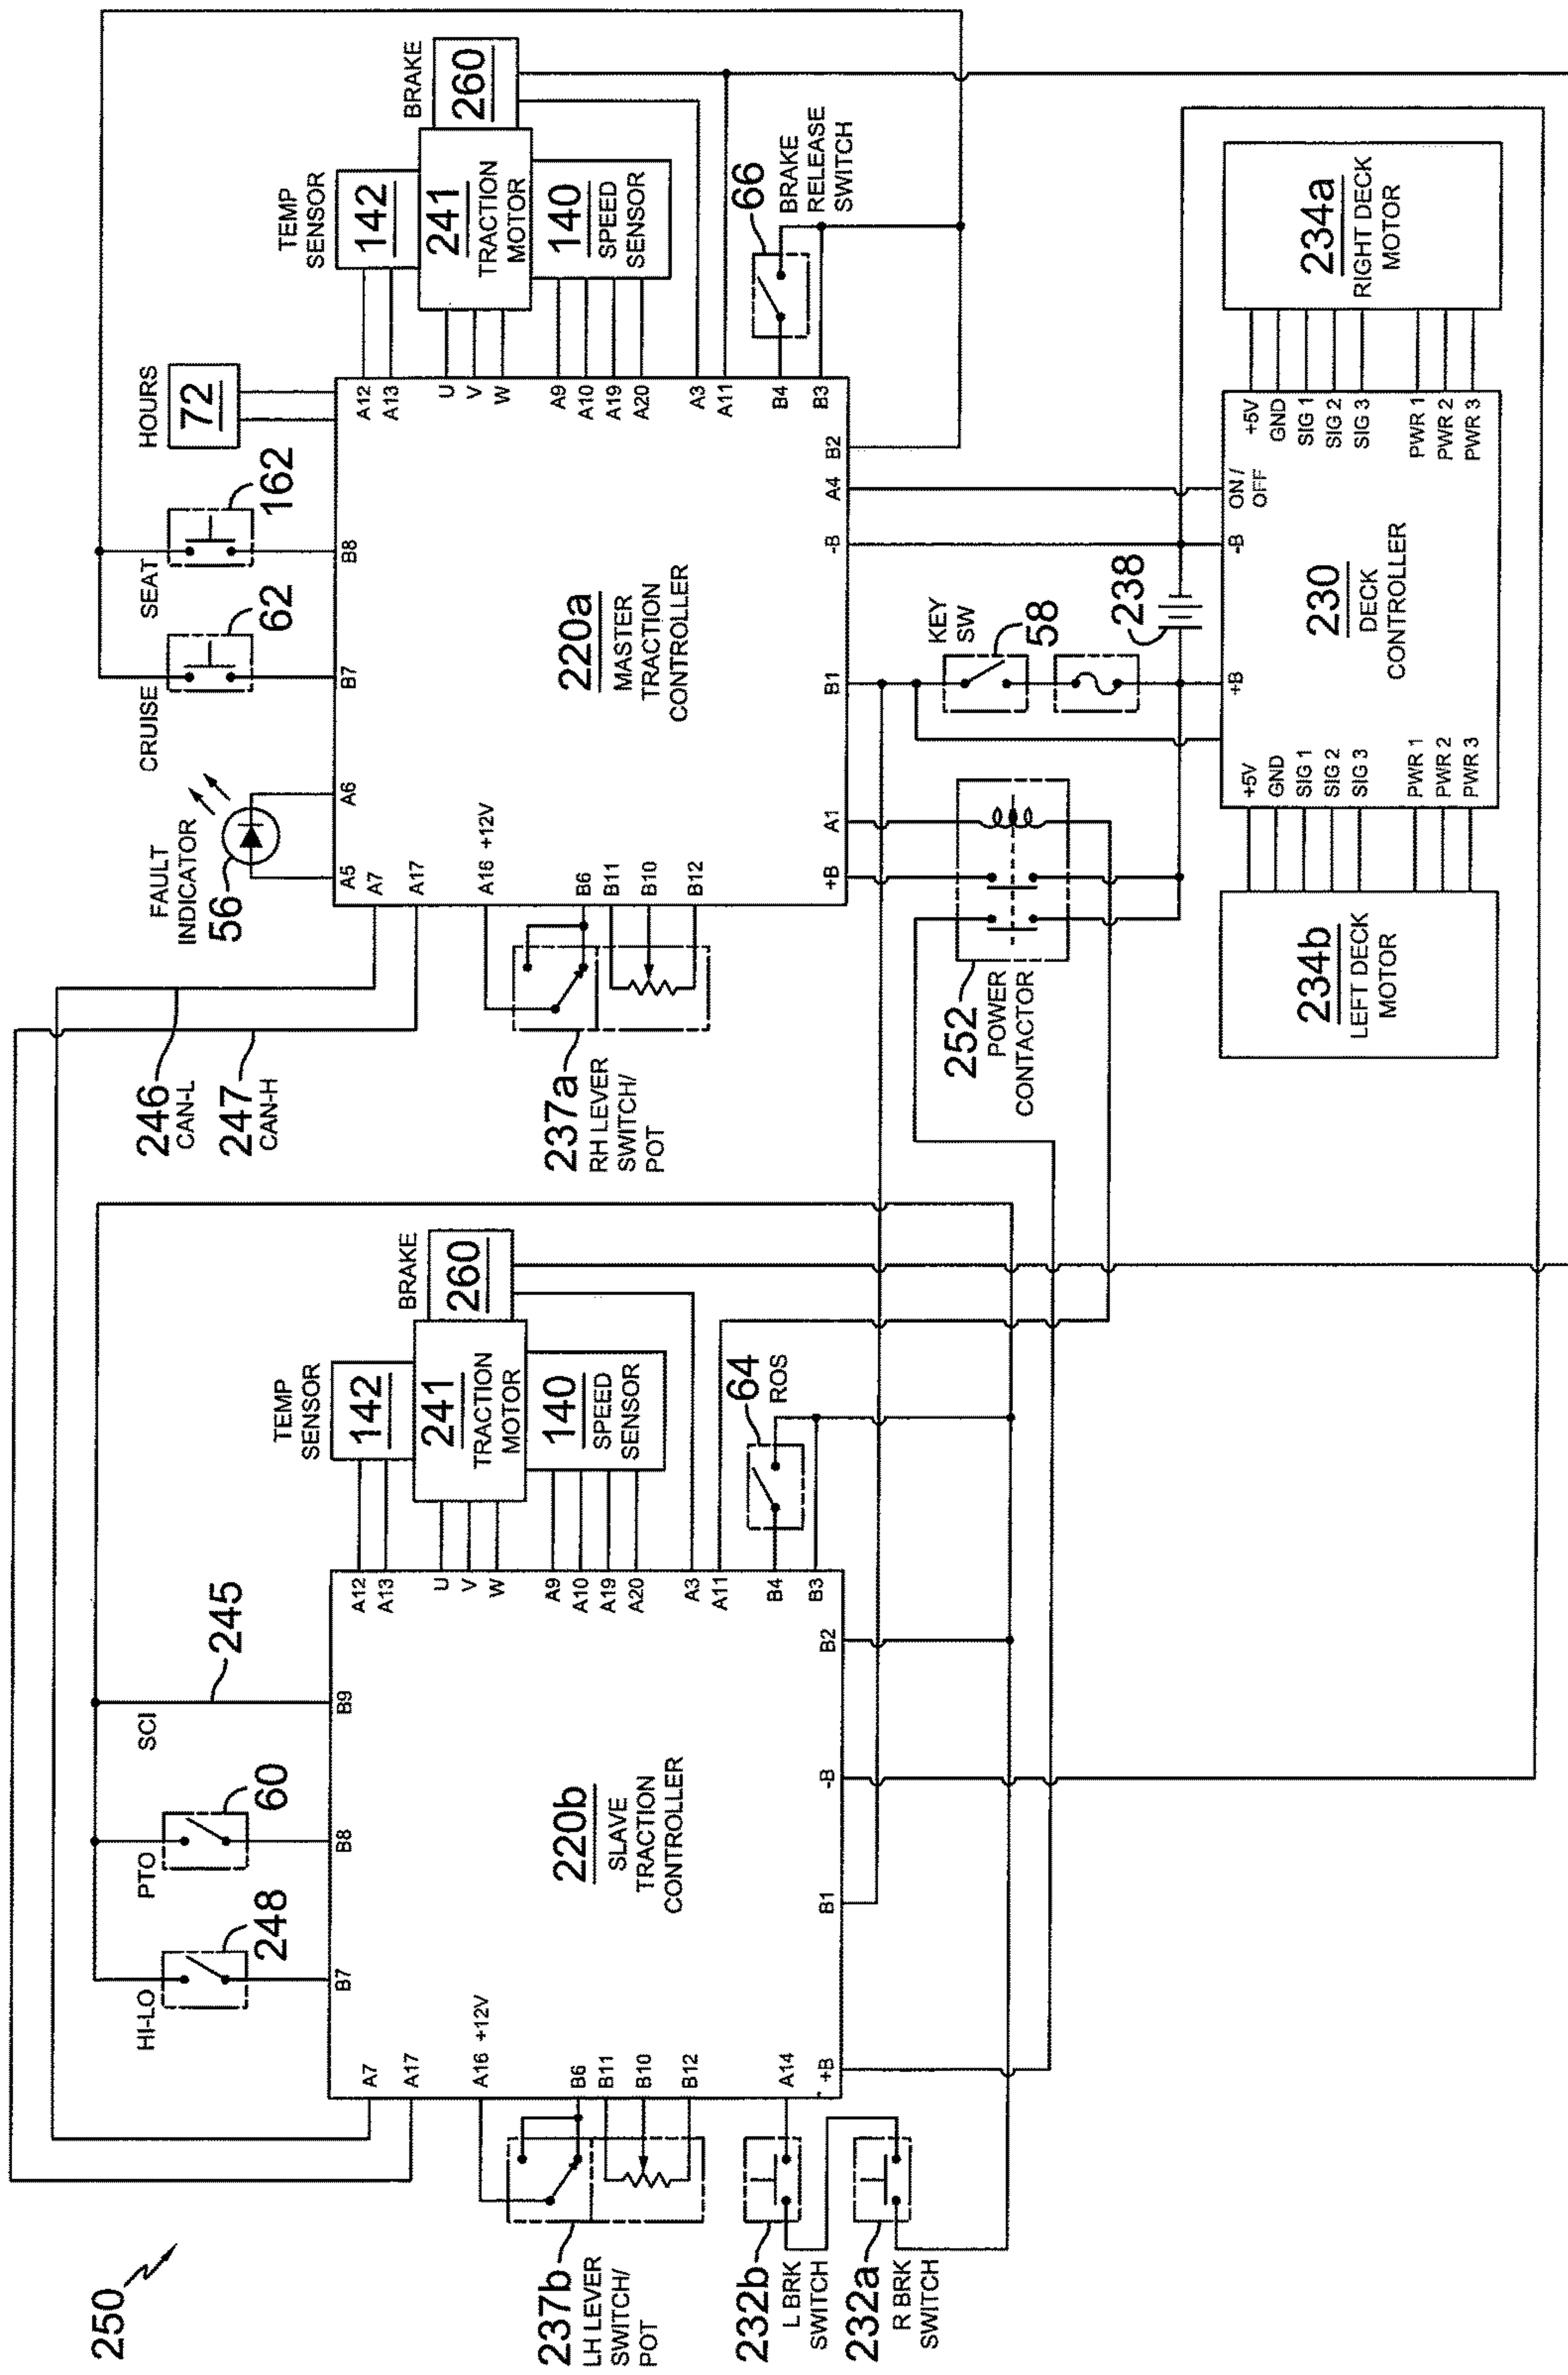 250
HI-LO
248
PTO
60
SCI
245
B7
B8
B9
A7
A17
A16 +12V
B6
B11
B10
B12
A14
+B
B1
-B
B2
A12
A13
U
V
W
A9
A10
A19
A20
A3
A11
B4
B3
220b
SLAVE
TRACTION
CONTROLLER
237b
LH LEVER
SWITCH/
POT
232b
L BRK
SWITCH
232a
R BRK
SWITCH
TEMP
SENSOR
142
241
TRACTION
MOTOR
140
SPEED
SENSOR
BRAKE
260
64
ROS
246
CAN-L
247
CAN-H
FAULT
INDICATOR
56
CRUISE
62
SEAT
162
HOURS
72
A5
A6
B7
B8
A7
A17
A16 +12V
B6
B11
B10
B12
+B
A1
B1
-B
A4
B2
A12
A13
U
V
W
A9
A10
A19
A20
A3
A11
B4
B3
220a
MASTER
TRACTION
CONTROLLER
237a
RH LEVER
SWITCH/
POT
TEMP
SENSOR
142
241
TRACTION
MOTOR
140
SPEED
SENSOR
BRAKE
260
66
BRAKE
RELEASE
SWITCH
252
POWER
CONTACTOR
KEY
SW
58
238
234b
LEFT DECK
MOTOR
+5V
GND
SIG 1
SIG 2
SIG 3
PWR 1
PWR 2
PWR 3
+B
-B
ON /
OFF
230
DECK
CONTROLLER
+5V
GND
SIG 1
SIG 2
SIG 3
PWR 1
PWR 2
PWR 3
234a
RIGHT DECK
MOTOR